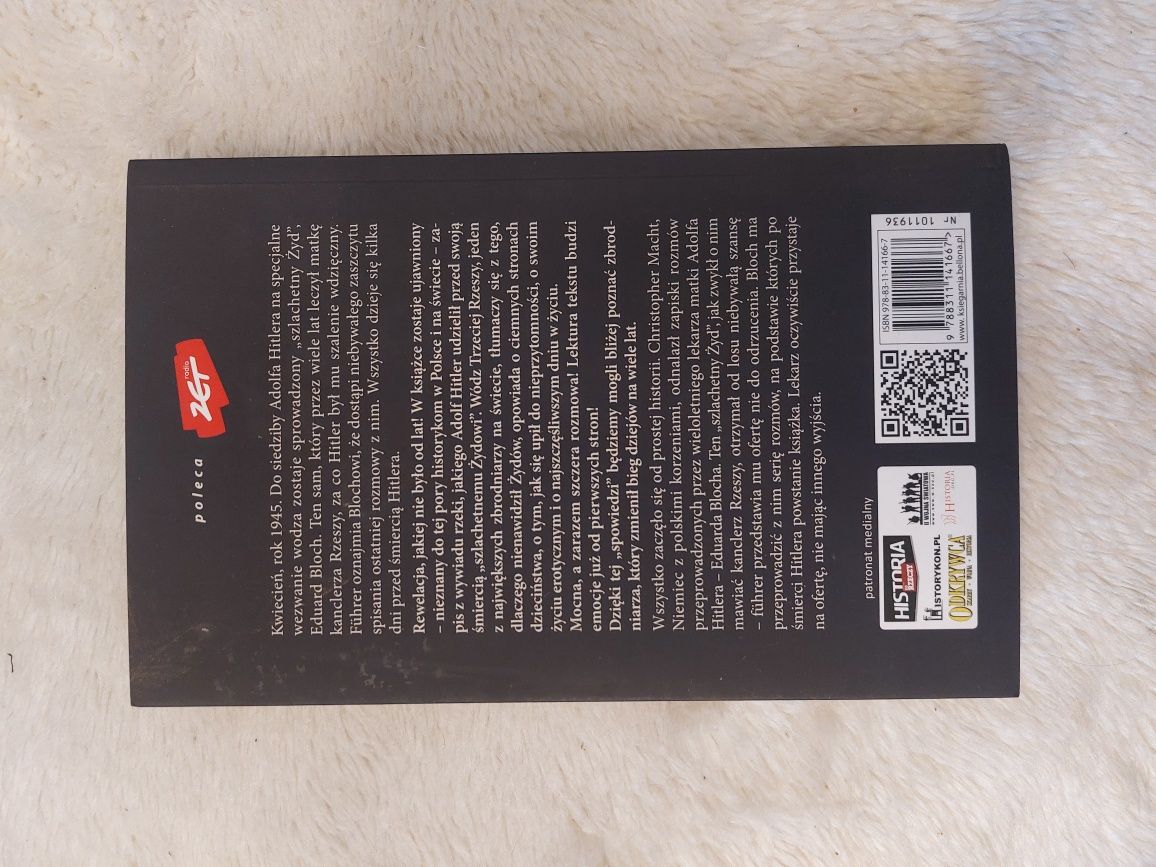 poleca
radio
ZET
Kwiecień, rok 1945. Do siedziby Adolfa Hitlera na specjalne
wezwanie wodza zostaje sprowadzony „szlachetny Żyd”,
Eduard Bloch. Ten sam, który przez wiele lat leczył matkę
kanclerza Rzeszy, za co Hitler był mu szalenie wdzięczny.
Führer oznajmia Blochowi, że dostąpi niebywałego zaszczytu
spisania ostatniej rozmowy z nim. Wszystko dzieje się kilka
dni przed śmiercią Hitlera.
Rewelacja, jakiej nie było od lat! W książce zostaje ujawniony
– nieznany do tej pory historykom w Polsce i na świecie – za-
pis z wywiadu rzeki, jakiego Adolf Hitler udzielił przed swoją
śmiercią „szlachetnemu Żydowi”. Wódz Trzeciej Rzeszy, jeden
z największych zbrodniarzy na świecie, tłumaczy się z tego,
dlaczego nienawidził Żydów, opowiada o ciemnych stronach
dzieciństwa, o tym, jak się upił do nieprzytomności, o swoim
życiu erotycznym i o najszczęśliwszym dniu w życiu.
Mocna, a zarazem szczera rozmowa! Lektura tekstu budzi
emocje już od pierwszych stron!
Dzięki tej „spowiedzi” będziemy mogli bliżej poznać zbrod-
niarza, który zmienił bieg dziejów na wiele lat.
Wszystko zaczęło się od prostej historii. Christopher Macht,
Niemiec z polskimi korzeniami, odnalazł zapiski rozmów
przeprowadzonych przez wieloletniego lekarza matki Adolfa
Hitlera – Eduarda Blocha. Ten „szlachetny Żyd”, jak zwykł o nim
mawiać kanclerz Rzeszy, otrzymał od losu niebywałą szansę
– führer przedstawia mu ofertę nie do odrzucenia. Bloch ma
przeprowadzić z nim serię rozmów, na podstawie których po
śmierci Hitlera powstanie książka. Lekarz oczywiście przystaje
na ofertę, nie mając innego wyjścia.
patronat medialny
HISTORIA
DO RZECZY
II WOJNA ŚWIATOWA
HISTORYKON.PL
HISTORIA
ODKRYWCA
ISBN 978-83-11-14166-7
9 788311 141667 >
www.ksiegarnia.bellona.pl
Nr 1011936